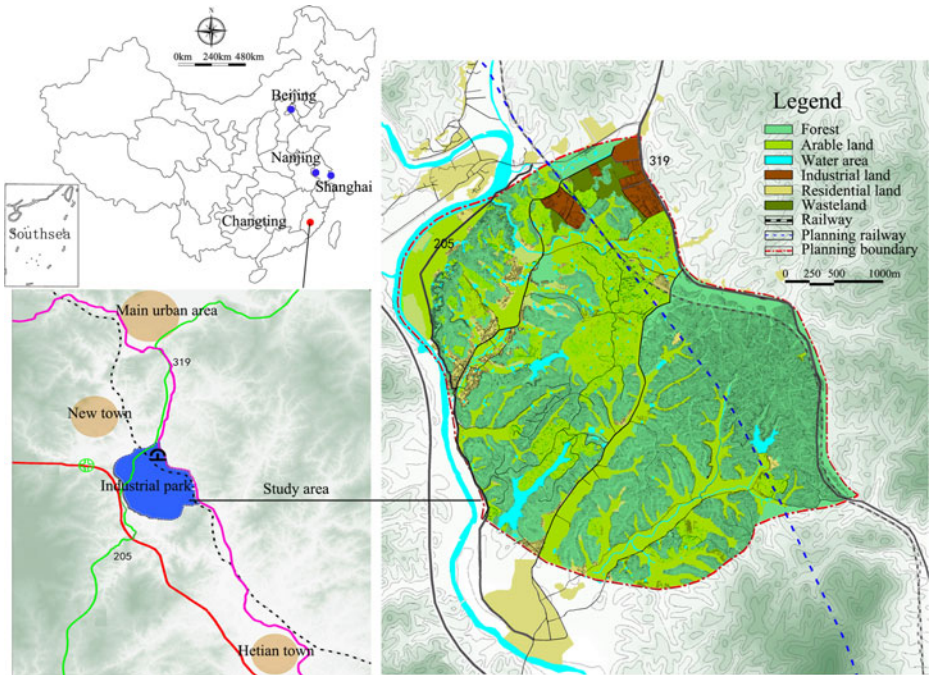 N
0km 240km 480km
Beijing
Nanjing
Shanghai
Changting
Southsea
Main urban area
319
New town
Industrial park
Study area
205
Hetian town
Legend
Forest
Arable land
Water area
Industrial land
Residential land
Wasteland
Railway
Planning railway
Planning boundary
0 250 500 1000m
319
205